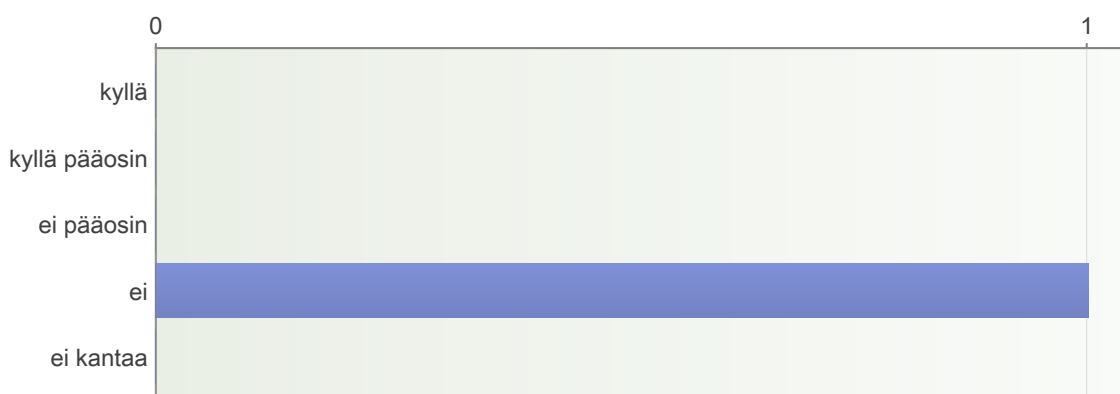 0 1
kyllä
kyllä pääosin
ei pääosin
ei
ei kantaa